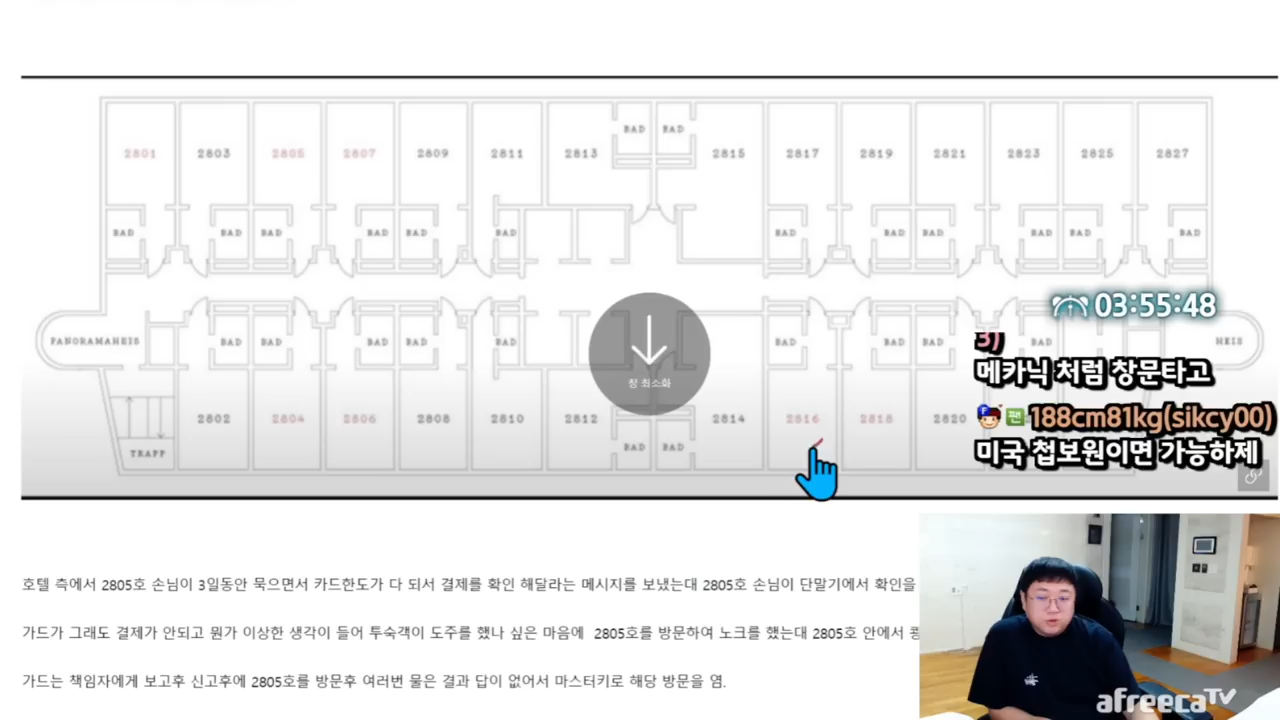 BAD BAD
2801 2803 2805 2807 2809 2811 2813 2815 2817 2819 2821 2823 2825 2827
BAD BAD BAD BAD BAD BAD BAD BAD BAD BAD BAD BAD
03:55:48
PANORAMAHEIS BAD BAD BAD BAD BAD BAD BAD BAD BAD HEIS
3)
메카닉 처럼 창문타고
창 최소화
2802 2804 2806 2808 2810 2812 2814 2816 2818 2820
팬 188cm81kg(sikcy00)
미국 첩보원이면 가능하제
TRAPP BAD BAD
호텔 측에서 2805호 손님이 3일동안 묵으면서 카드한도가 다 되서 결제를 확인 해달라는 메시지를 보냈는대 2805호 손님이 단말기에서 확인을
가드가 그래도 결제가 안되고 뭔가 이상한 생각이 들어 투숙객이 도주를 했나 싶은 마음에 2805호를 방문하여 노크를 했는대 2805호 안에서
가드는 책임자에게 보고후 신고후에 2805호를 방문후 여러번 물은 결과 답이 없어서 마스터키로 해당 방문을 염.
afreecaTV